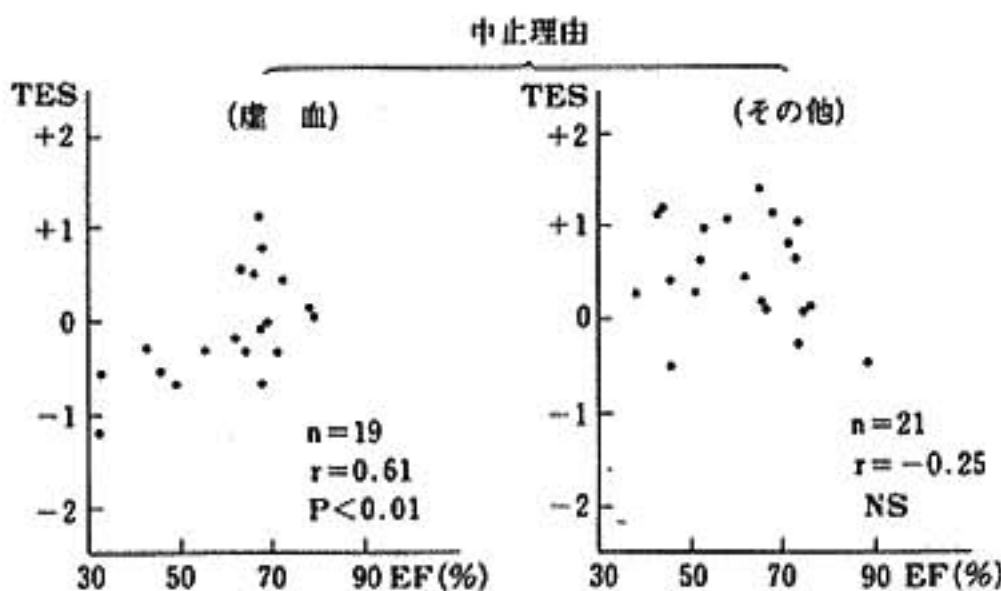 中止理由
TES
(虚 血)
+2
+1
0
−1
−2
n=19
r=0.61
P<0.01
30 50 70 90 EF(%)
TES
(その他)
+2
+1
0
−1
−2
n=21
r=−0.25
NS
30 50 70 90 EF(%)